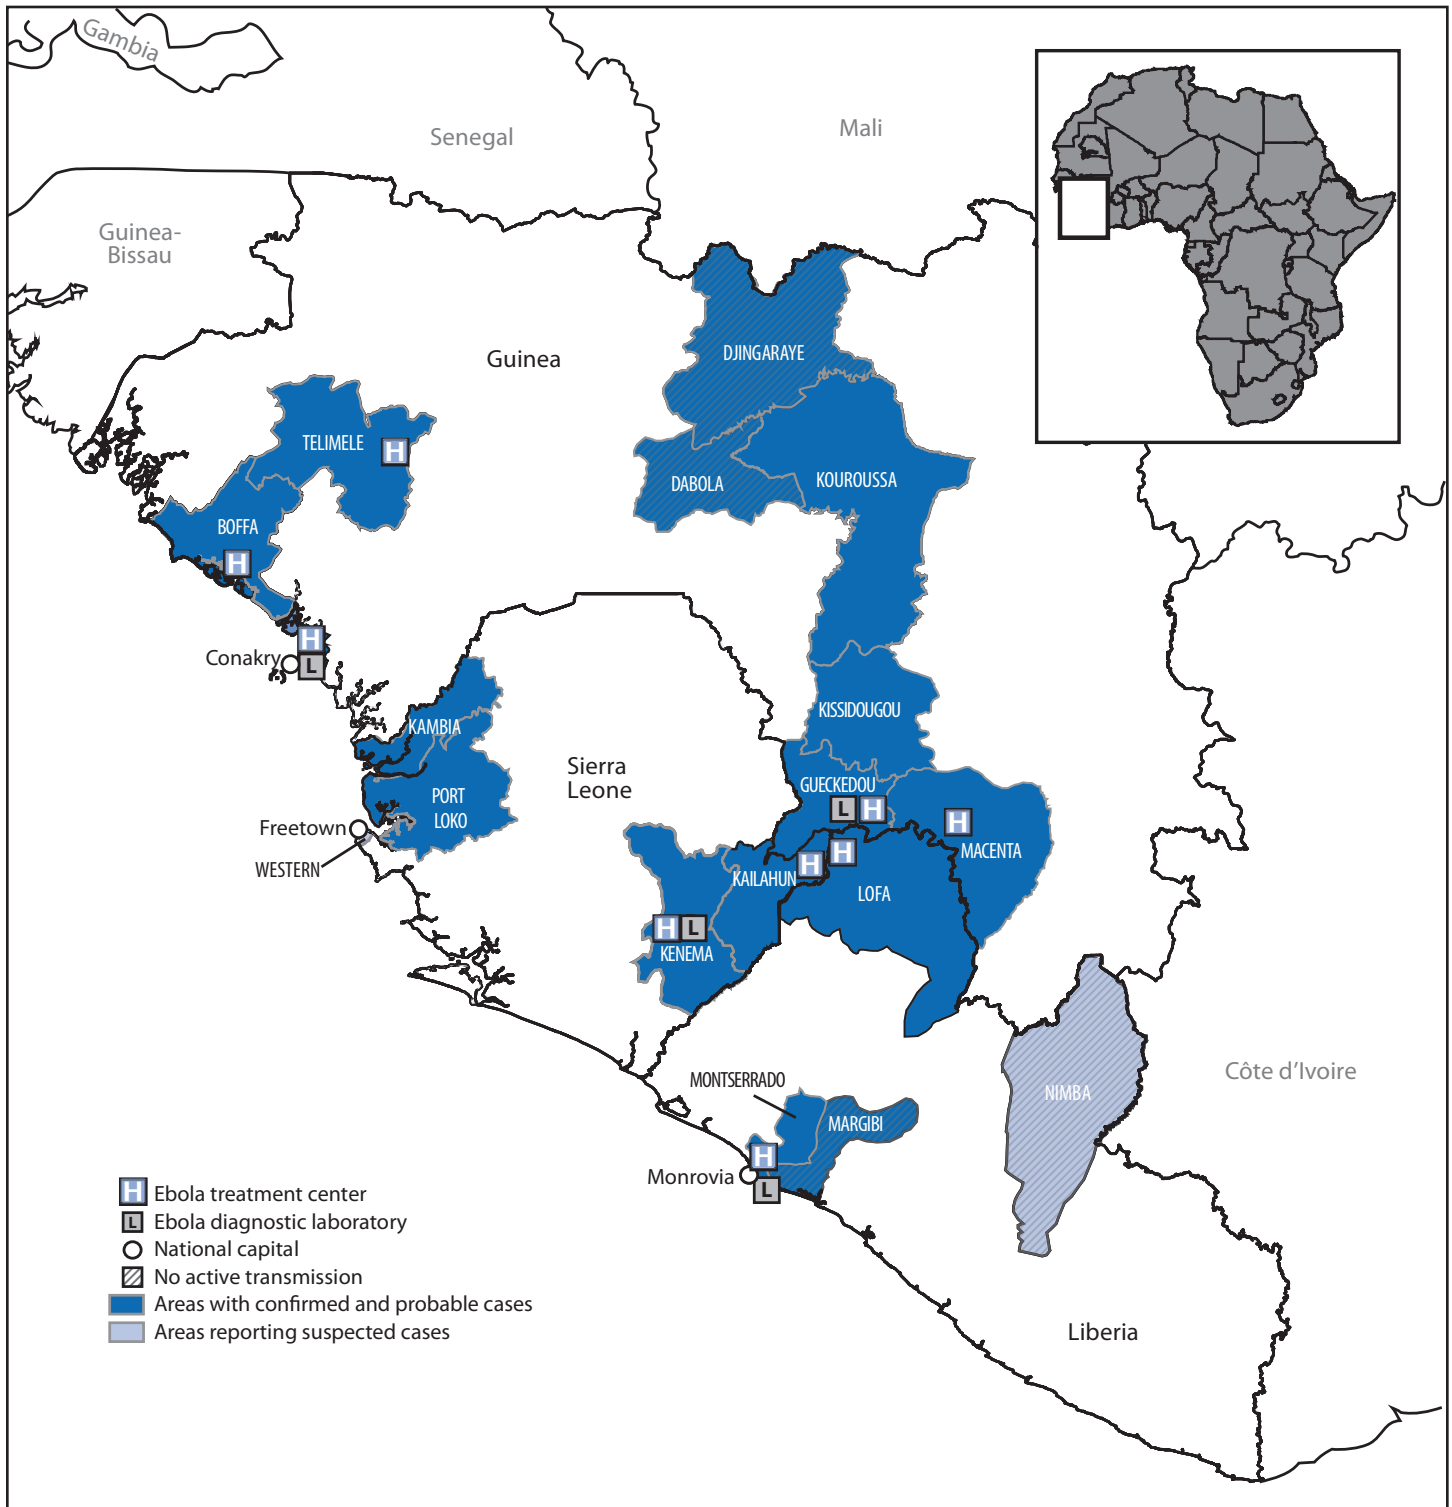 Gambia
Senegal
Mali
Guinea-
Bissau
Guinea
DJINGARAYE
TELIMELE
H
DABOLA
KOUROUSSA
BOFFA
H
H
Conakry
L
KISSIDOUGOU
KAMBIA
Sierra
Leone
GUECKEDOU
PORT
LOKO
L
H
H
MACENTA
Freetown
WESTERN
H
H
KAILAHUN
LOFA
H
L
KENEMA
Côte d'Ivoire
MONTSERRADO
NIMBA
MARGIBI
H
Monrovia
L
H Ebola treatment center
L Ebola diagnostic laboratory
National capital
No active transmission
Areas with confirmed and probable cases
Areas reporting suspected cases
Liberia